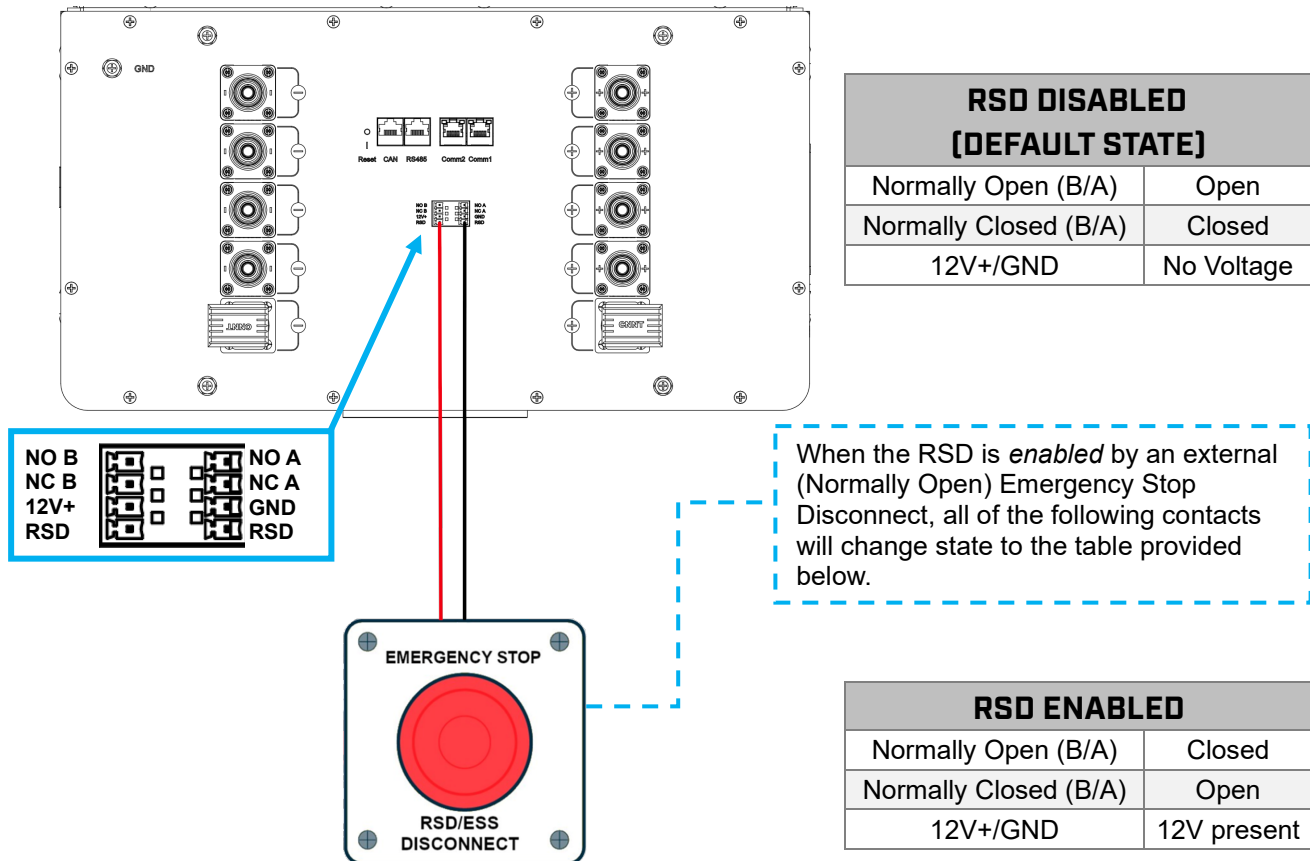 GND
Reset CAN RS485 Comm2 Comm1
NO B NO A
NC B NC A
12V+ GND
RSD RSD
CNNT
CNNT
NO B NO A
NC B NC A
12V+ GND
RSD RSD
EMERGENCY STOP
RSD/ESS
DISCONNECT
RSD DISABLED
(DEFAULT STATE)
Normally Open (B/A) Open
Normally Closed (B/A) Closed
12V+/GND No Voltage
When the RSD is enabled by an external
(Normally Open) Emergency Stop
Disconnect, all of the following contacts
will change state to the table provided
below.
RSD ENABLED
Normally Open (B/A) Closed
Normally Closed (B/A) Open
12V+/GND 12V present